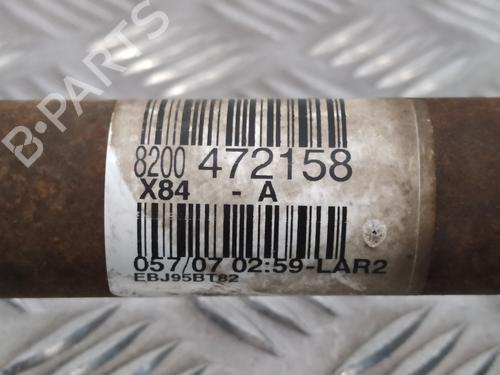 8200 472158
X84 - A
057/07 02:59-LAR2
EBJ95BT82
B-PARTS